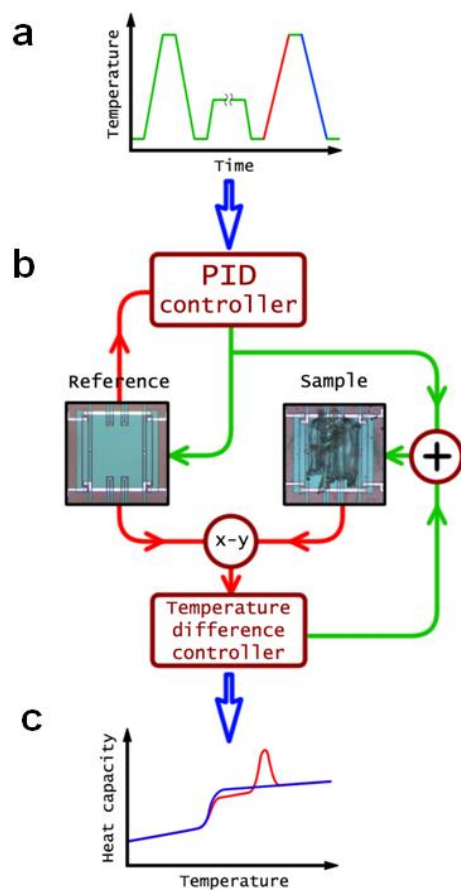 a
Temperature
Time
b
PID
controller
Reference
Sample
+
x-y
Temperature
difference
controller
c
Heat capacity
Temperature